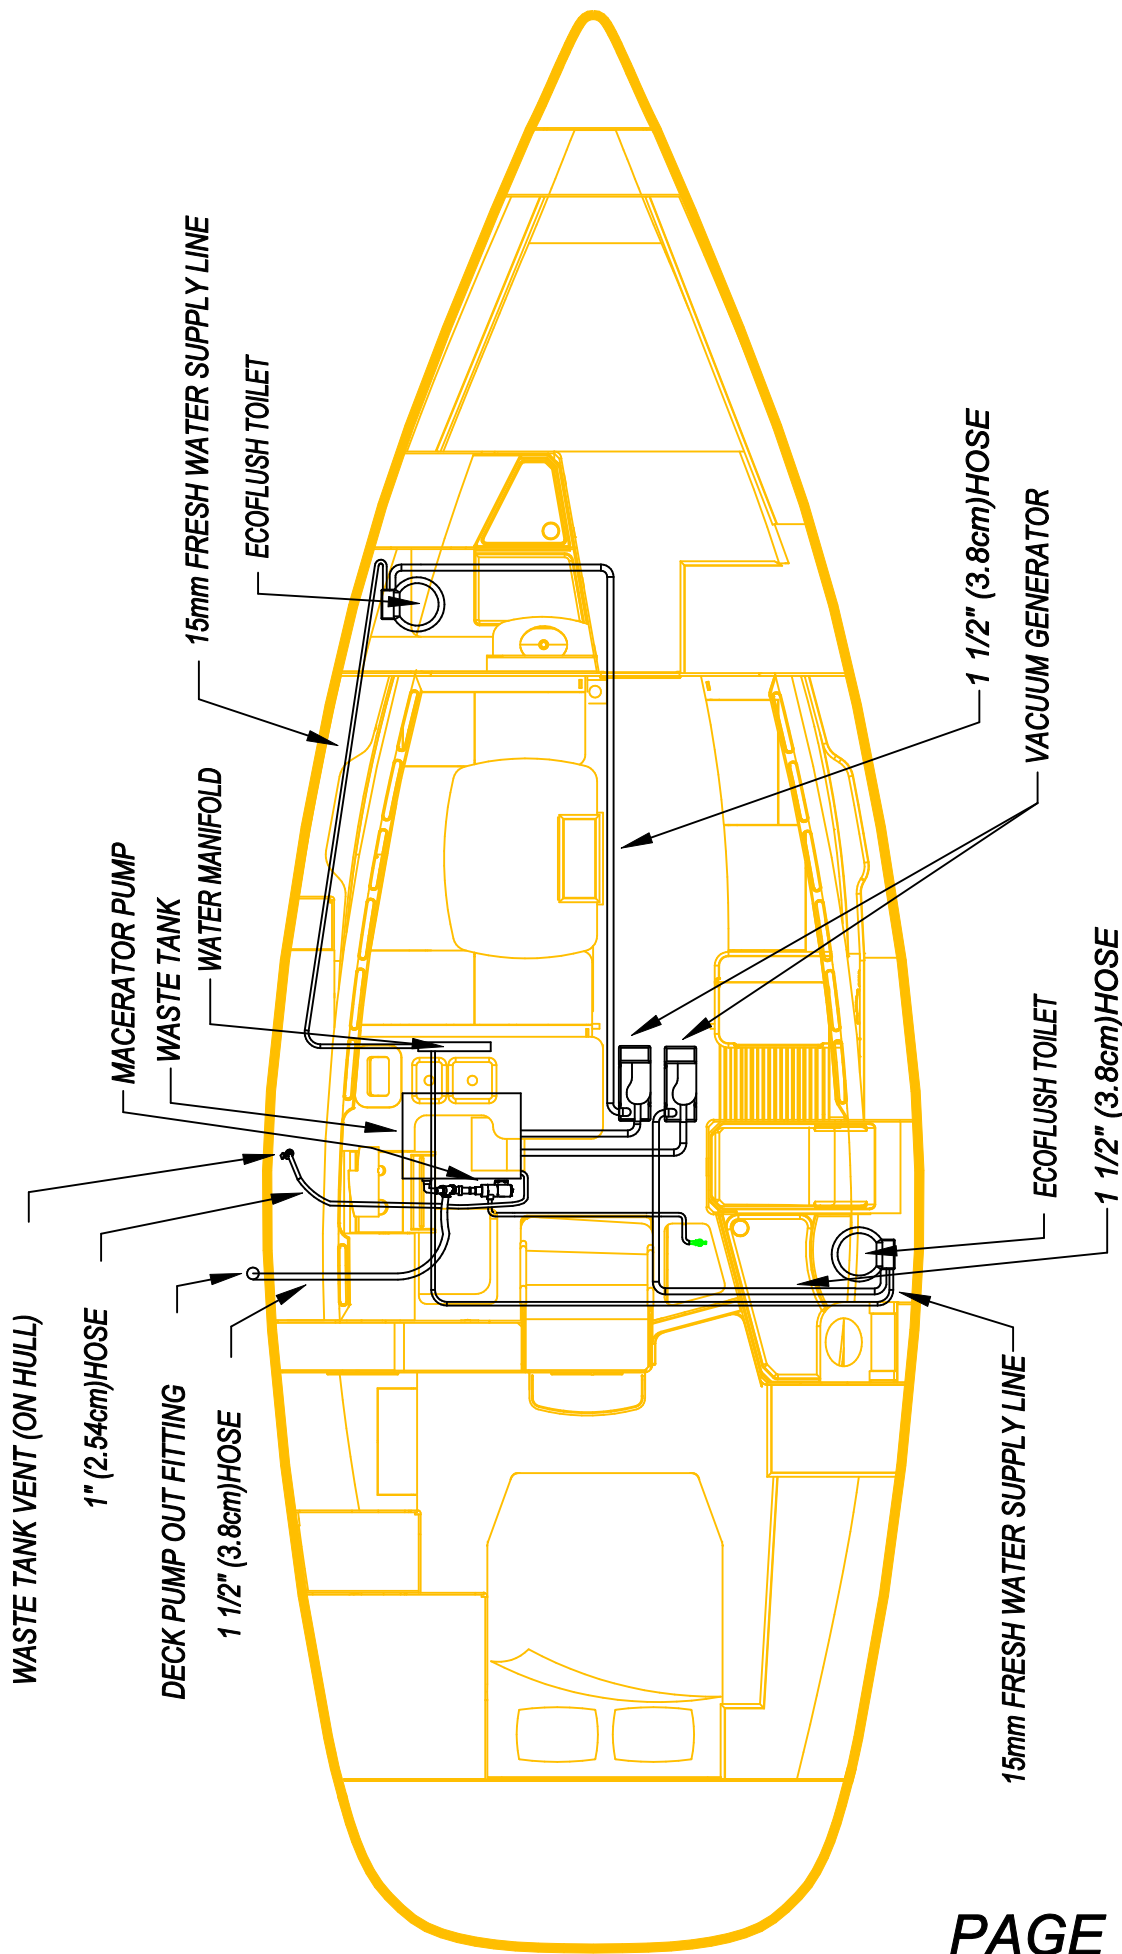 WASTE TANK VENT (ON HULL)
1" (2.54cm)HOSE
DECK PUMP OUT FITTING
1 1/2" (3.8cm)HOSE
MACERATOR PUMP
WASTE TANK
WATER MANIFOLD
15mm FRESH WATER SUPPLY LINE
ECOFLUSH TOILET
1 1/2" (3.8cm)HOSE
VACUUM GENERATOR
ECOFLUSH TOILET
1 1/2" (3.8cm)HOSE
15mm FRESH WATER SUPPLY LINE
PAGE